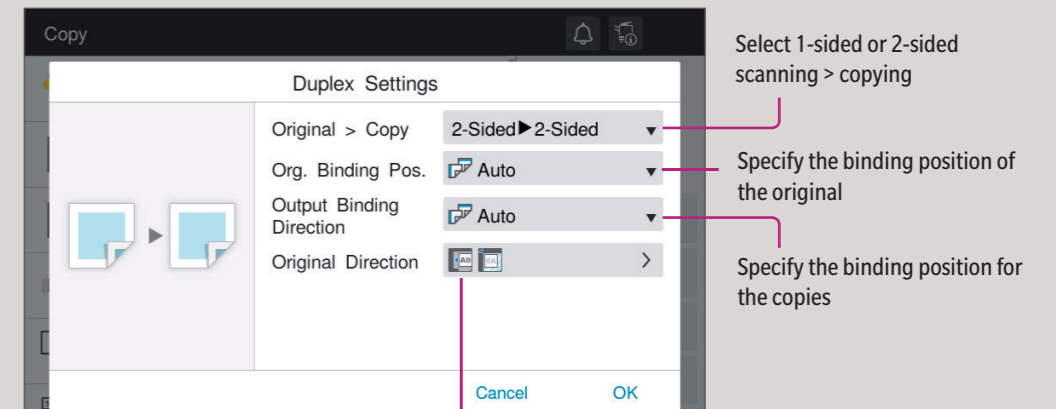 Copy
Duplex Settings
Original > Copy
2-Sided▶2-Sided
Org. Binding Pos.
Auto
Output Binding
Direction
Auto
Original Direction
Cancel
OK
Select 1-sided or 2-sided
scanning > copying
Specify the binding position of
the original
Specify the binding position for
the copies